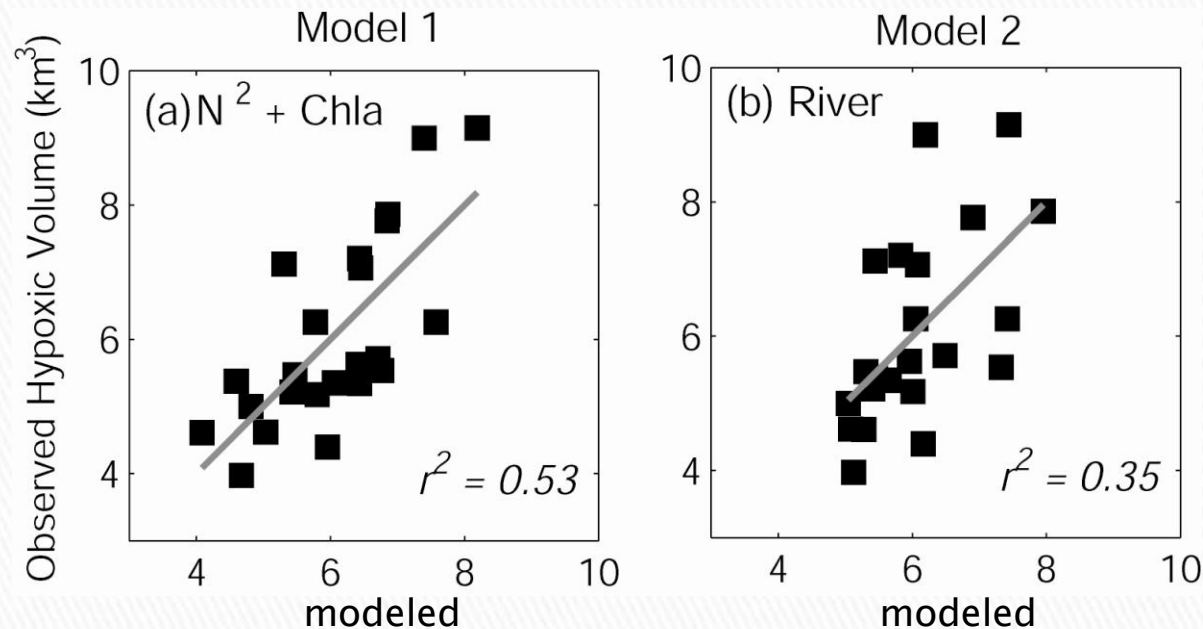 Model 1
Observed Hypoxic Volume (km³)
10
8
6
4
(a)N ² + Chla
r² = 0.53
4 6 8 10
modeled
Model 2
10
8
6
4
(b) River
r² = 0.35
4 6 8 10
modeled